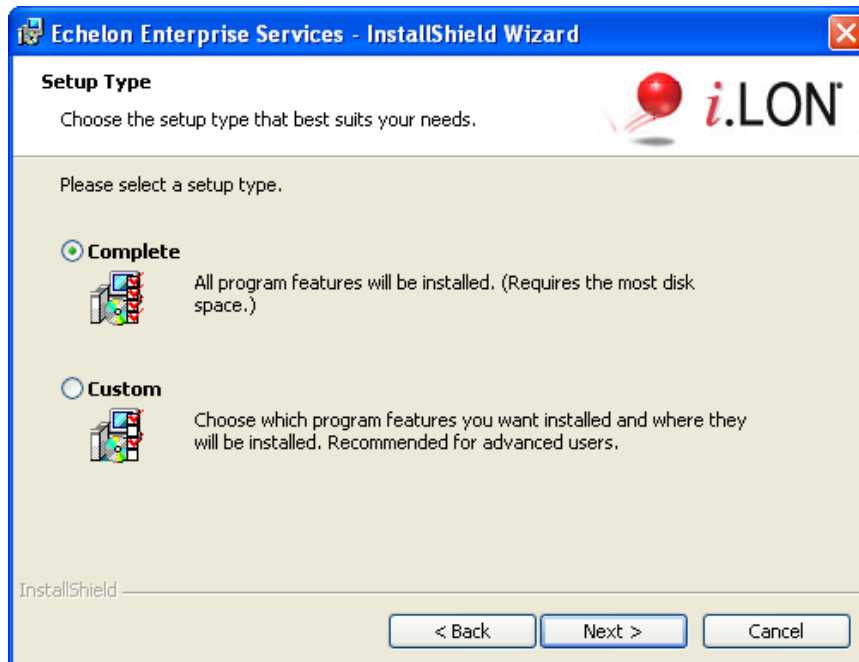 Echelon Enterprise Services - InstallShield Wizard
Setup Type
Choose the setup type that best suits your needs.
i.LON
Please select a setup type.
Complete
All program features will be installed. (Requires the most disk
space.)
Custom
Choose which program features you want installed and where they
will be installed. Recommended for advanced users.
InstallShield
< Back
Next >
Cancel